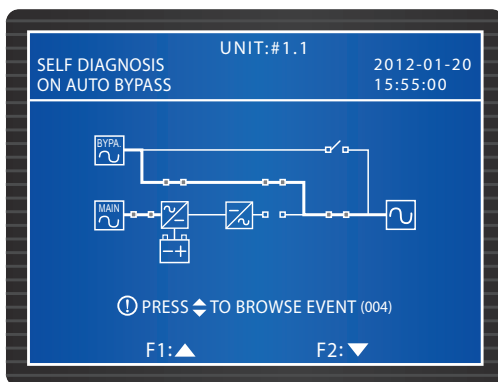 UNIT:#1.1
SELF DIAGNOSIS 2012-01-20
ON AUTO BYPASS 15:55:00
BYPA.
MAIN
PRESS TO BROWSE EVENT (004)
F1: F2: